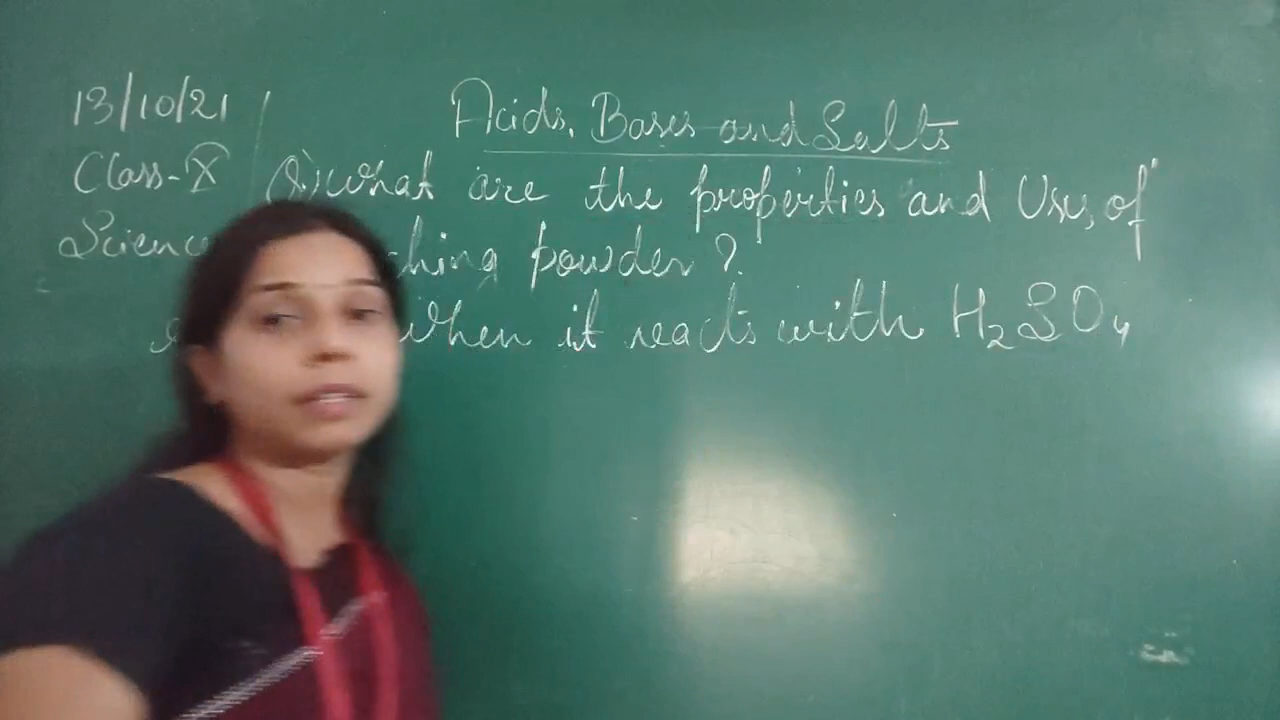 13/10/21
Class-X
Science
Acids, Bases and Salts
Q) what are the properties and Uses of
ching powder?
when it reacts with H₂SO₄